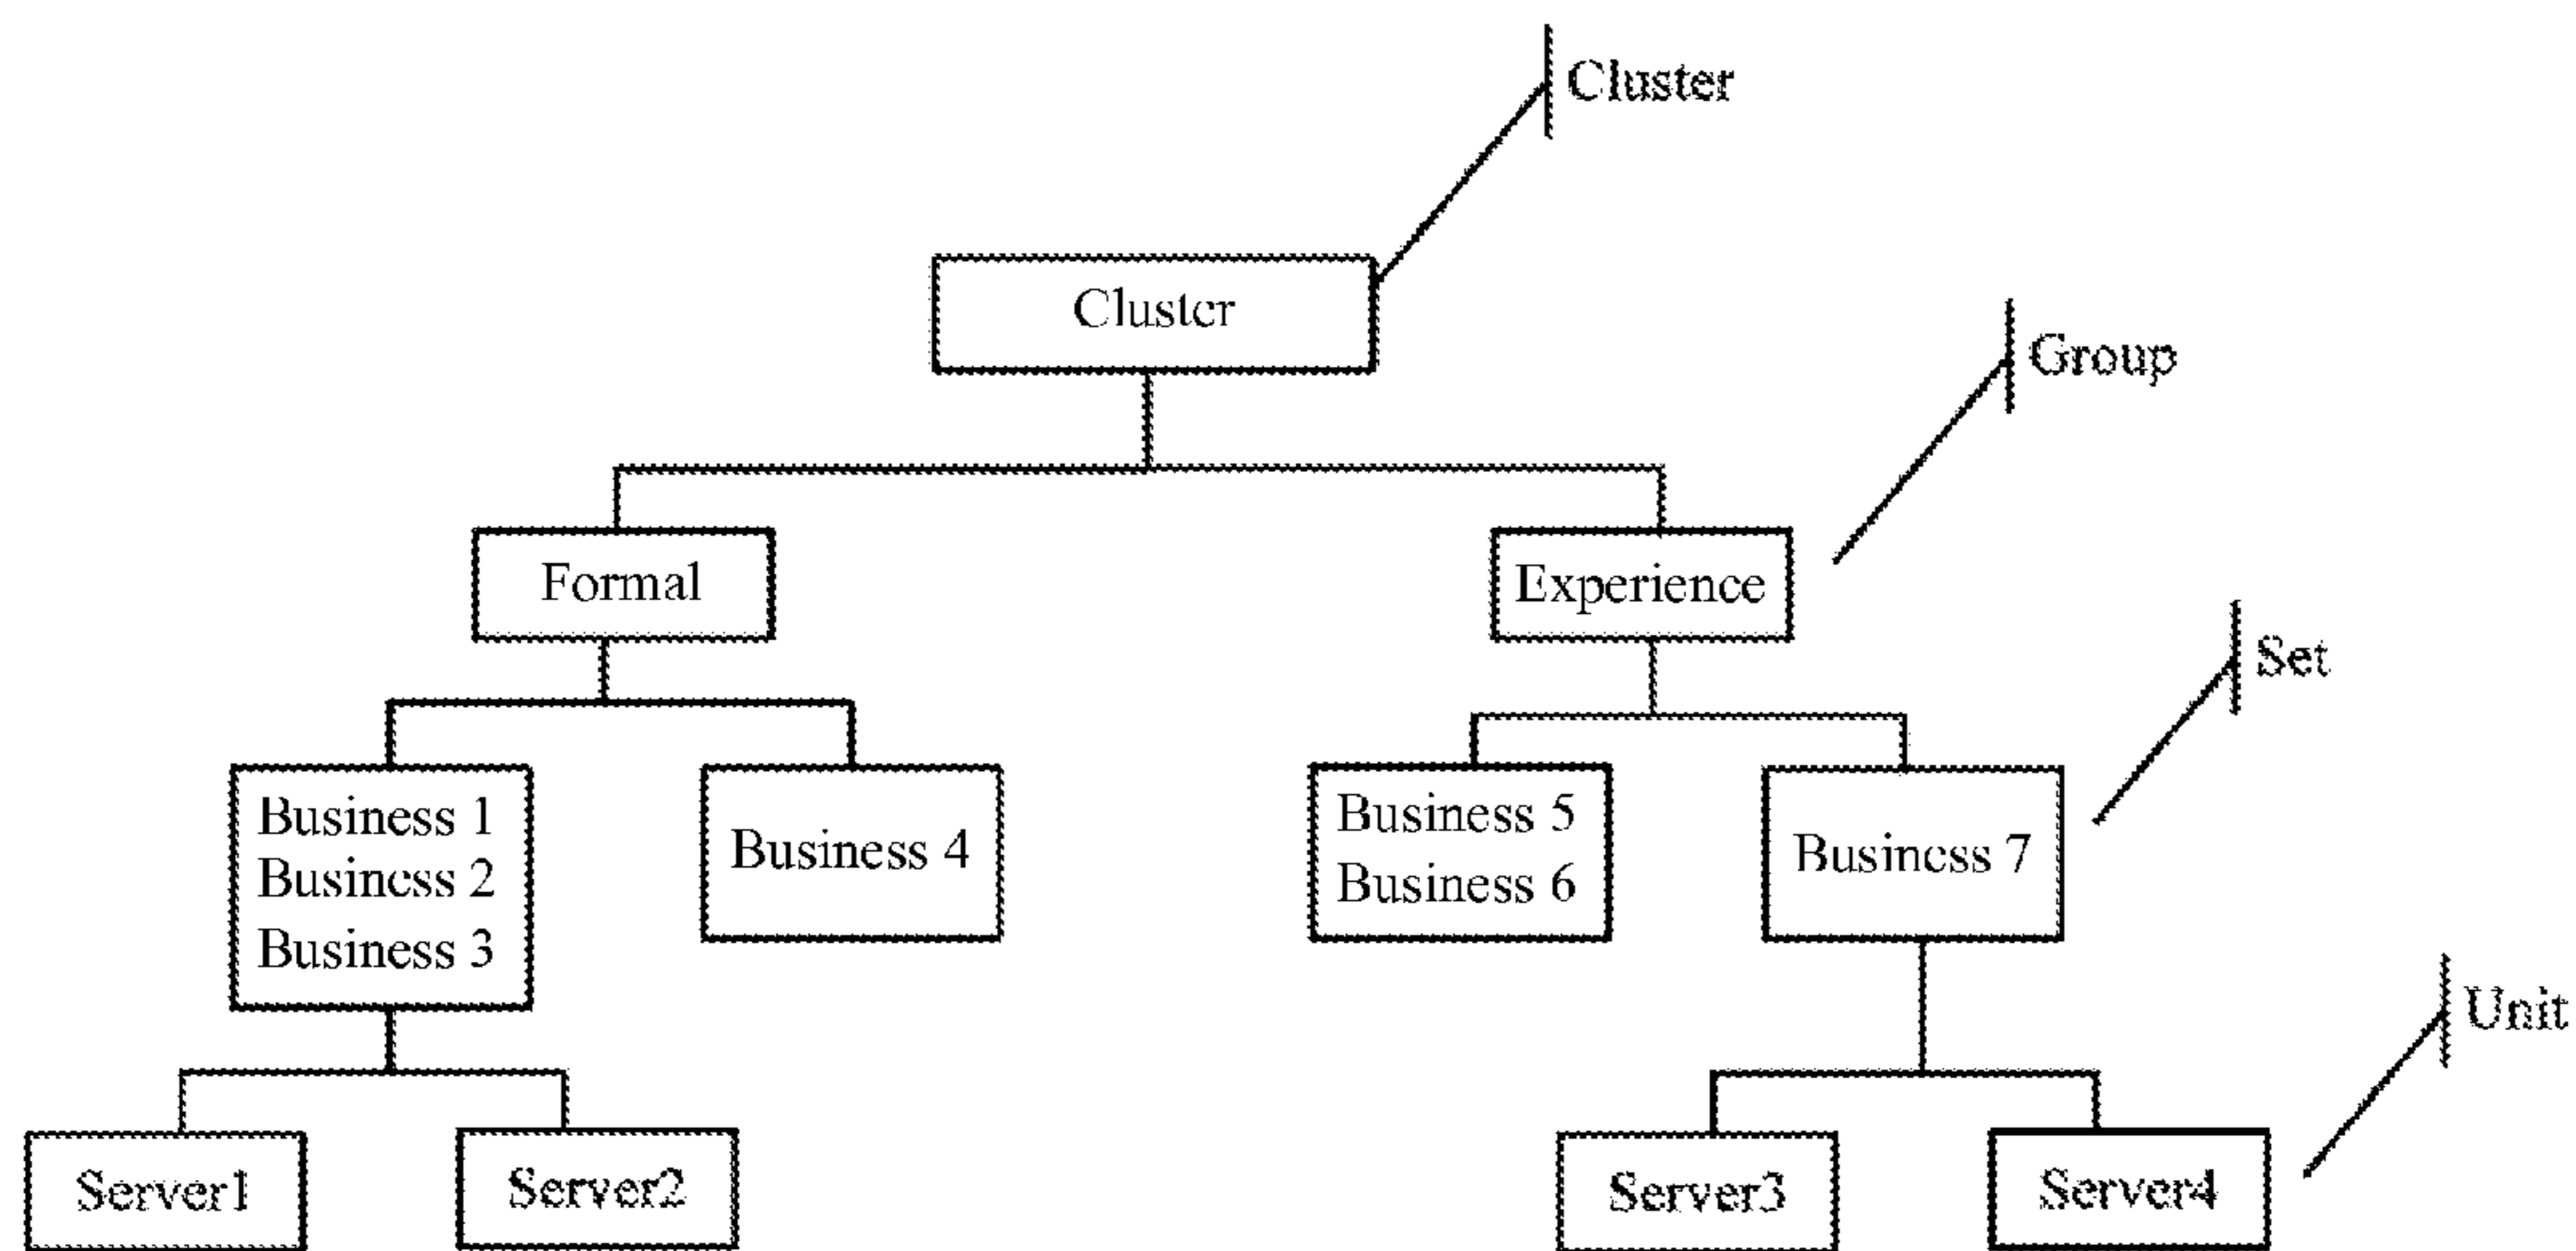 Cluster
Cluster
Group
Formal
Experience
Set
Business 1
Business 2
Business 3
Business 4
Business 5
Business 6
Business 7
Unit
Server1
Server2
Server3
Server4